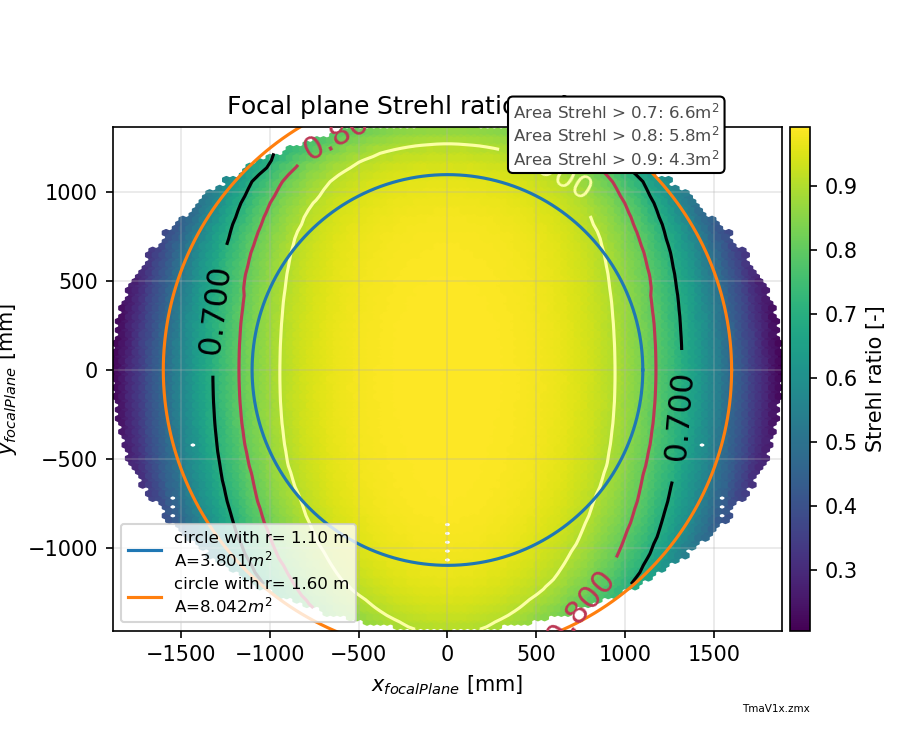 Focal plane Strehl ratio
Area Strehl > 0.7: 6.6m²
Area Strehl > 0.8: 5.8m²
Area Strehl > 0.9: 4.3m²
1000
500
0
−500
−1000
y_focalPlane [mm]
0.700
0.700
0.800
circle with r= 1.10 m
A=3.801m²
circle with r= 1.60 m
A=8.042m²
−1500 −1000 −500 0 500 1000 1500
x_focalPlane [mm]
0.9
0.8
0.7
0.6
0.5
0.4
0.3
Strehl ratio [-]
TmaV1x.zmx